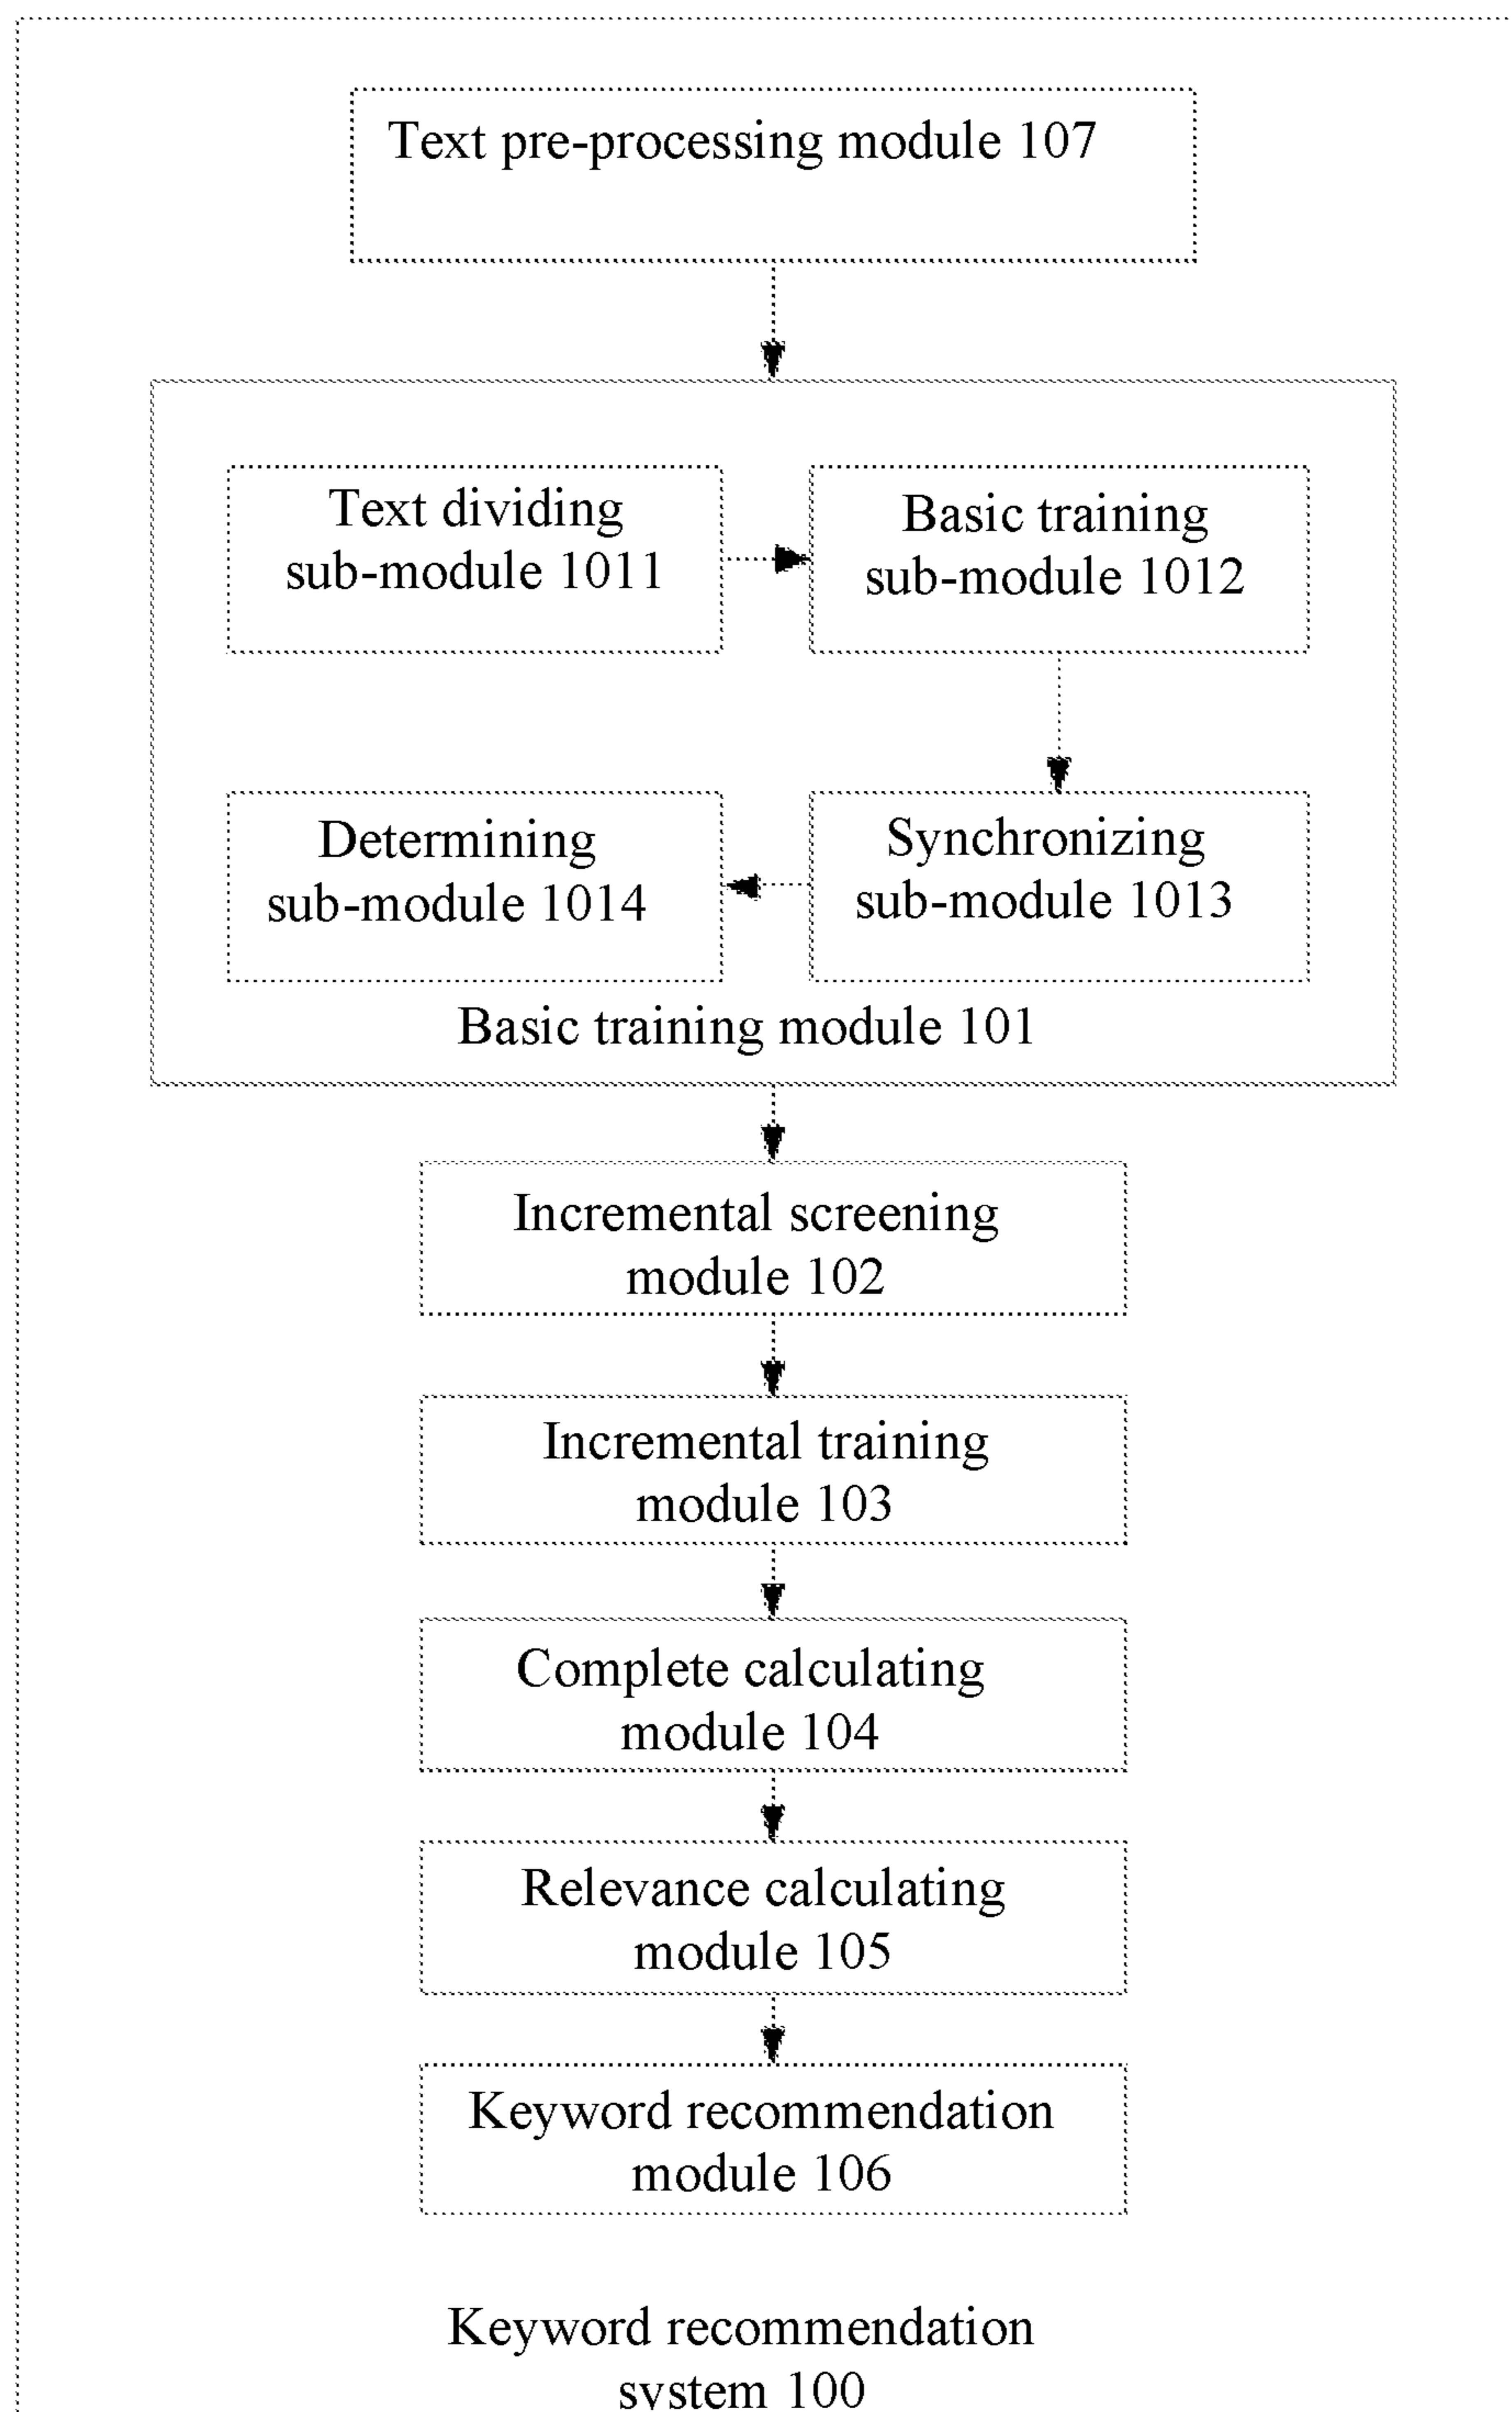 Text pre-processing module 107
Text dividing
sub-module 1011
Basic training
sub-module 1012
Determining
sub-module 1014
Synchronizing
sub-module 1013
Basic training module 101
Incremental screening
module 102
Incremental training
module 103
Complete calculating
module 104
Relevance calculating
module 105
Keyword recommendation
module 106
Keyword recommendation
system 100